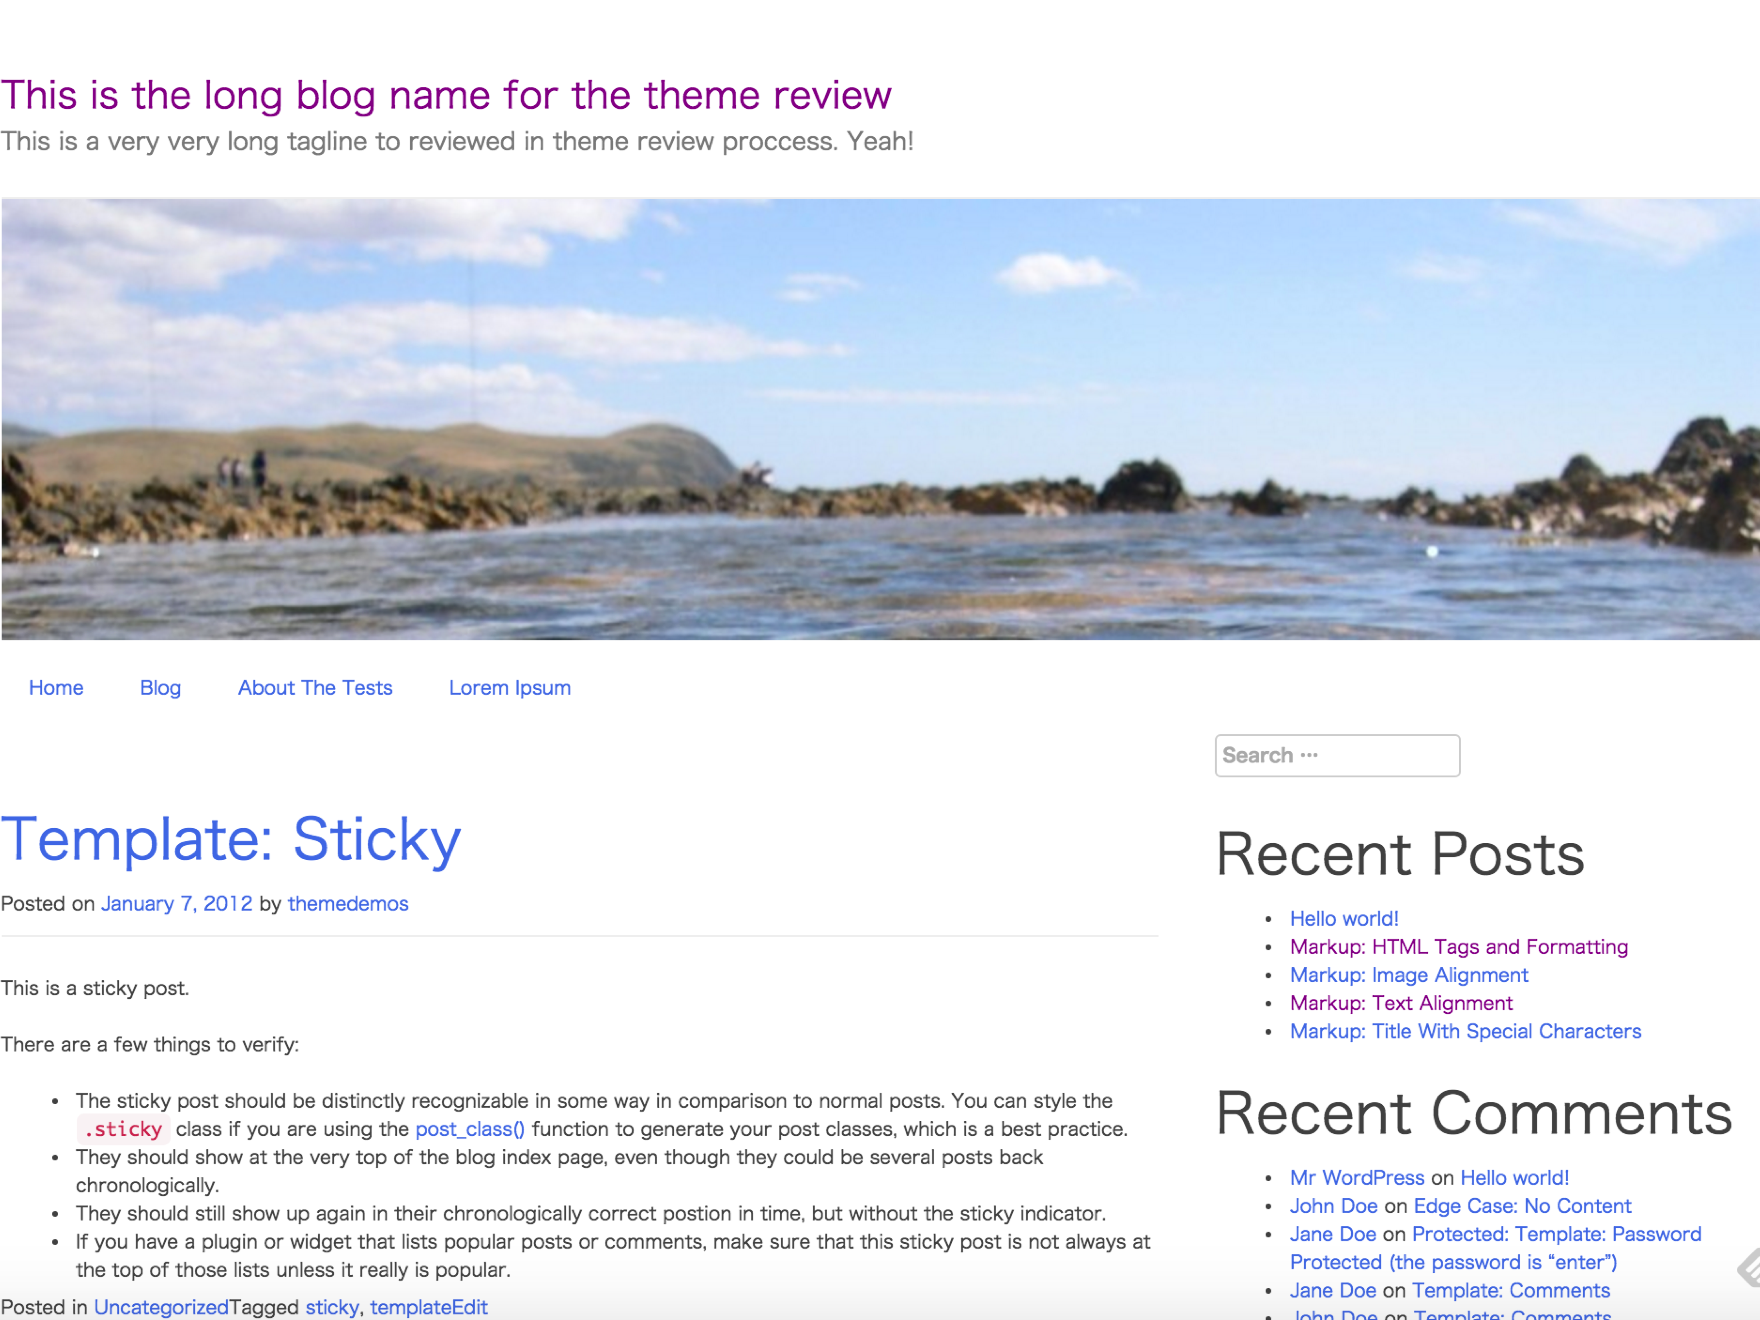 This is the long blog name for the theme review
This is a very very long tagline to reviewed in theme review proccess. Yeah!
Home
Blog
About The Tests
Lorem Ipsum
Template: Sticky
Posted on January 7, 2012 by themedemos
This is a sticky post.
There are a few things to verify:
• The sticky post should be distinctly recognizable in some way in comparison to normal posts. You can style the
.sticky class if you are using the post_class() function to generate your post classes, which is a best practice.
• They should show at the very top of the blog index page, even though they could be several posts back
chronologically.
• They should still show up again in their chronologically correct postion in time, but without the sticky indicator.
• If you have a plugin or widget that lists popular posts or comments, make sure that this sticky post is not always at
the top of those lists unless it really is popular.
Posted in UncategorizedTagged sticky, templateEdit
Search ···
Recent Posts
• Hello world!
• Markup: HTML Tags and Formatting
• Markup: Image Alignment
• Markup: Text Alignment
• Markup: Title With Special Characters
Recent Comments
• Mr WordPress on Hello world!
• John Doe on Edge Case: No Content
• Jane Doe on Protected: Template: Password
Protected (the password is “enter”)
• Jane Doe on Template: Comments
• John Doe on Template: Comments